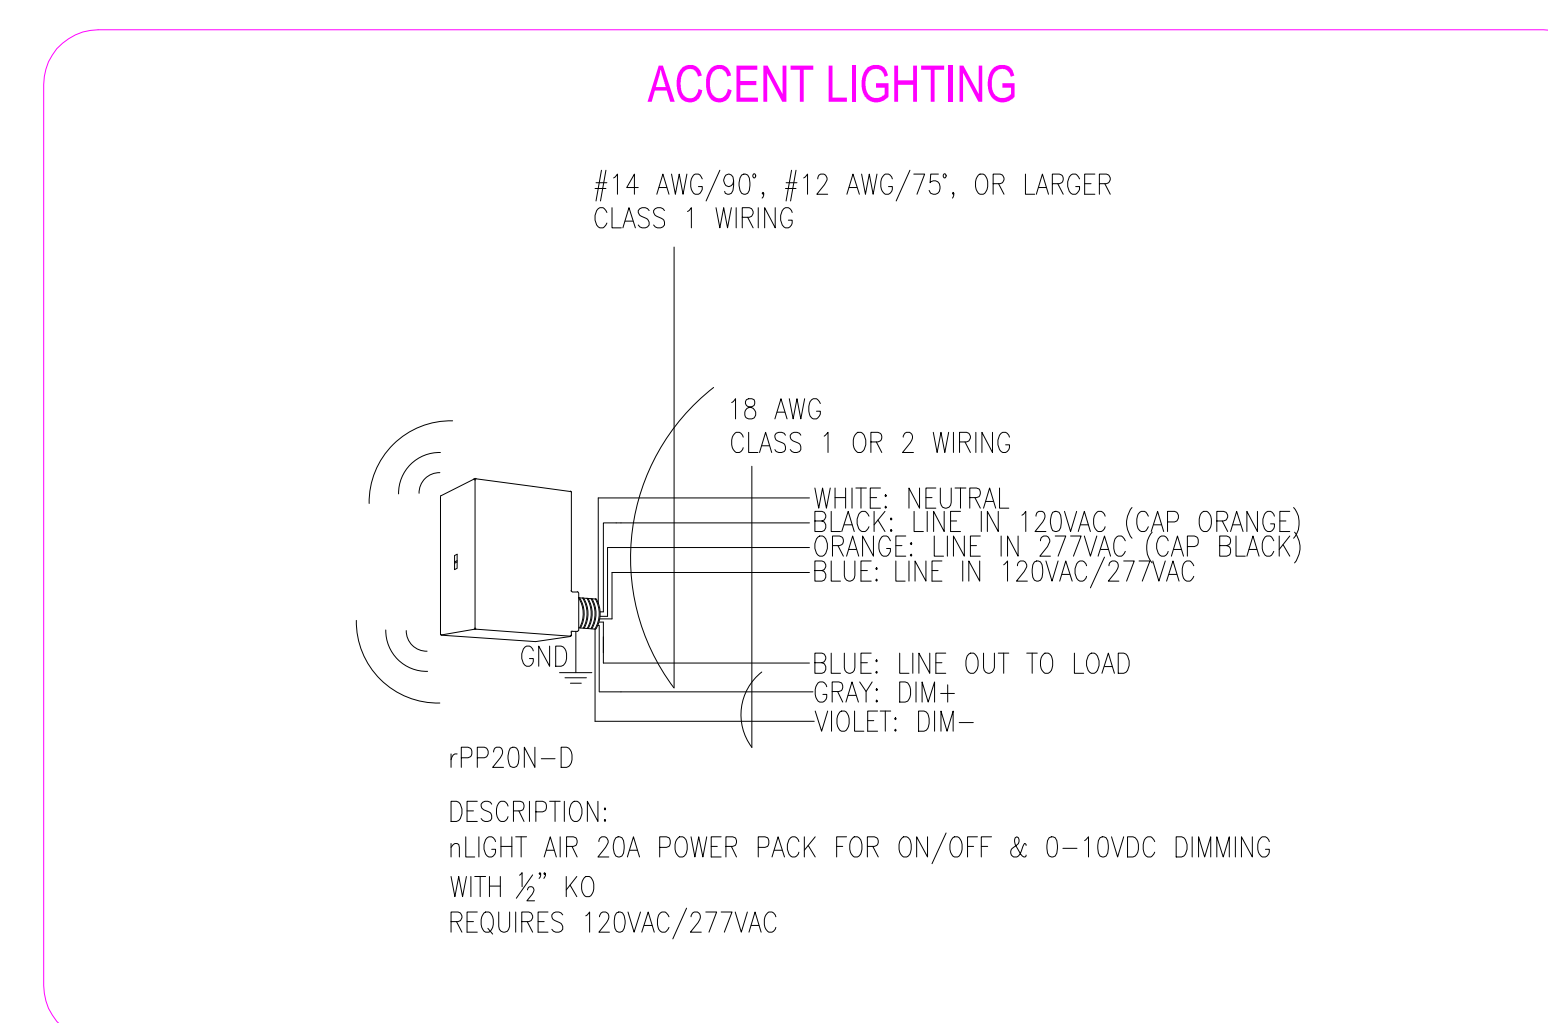 ACCENT LIGHTING
#14 AWG/90°, #12 AWG/75°, OR LARGER
CLASS 1 WIRING
18 AWG
CLASS 1 OR 2 WIRING
WHITE: NEUTRAL
BLACK: LINE IN 120VAC (CAP ORANGE)
ORANGE: LINE IN 277VAC (CAP BLACK)
BLUE: LINE IN 120VAC/277VAC
GND
BLUE: LINE OUT TO LOAD
GRAY: DIM+
VIOLET: DIM-
rPP20N-D
DESCRIPTION:
nLIGHT AIR 20A POWER PACK FOR ON/OFF & 0-10VDC DIMMING
WITH ½" KO
REQUIRES 120VAC/277VAC